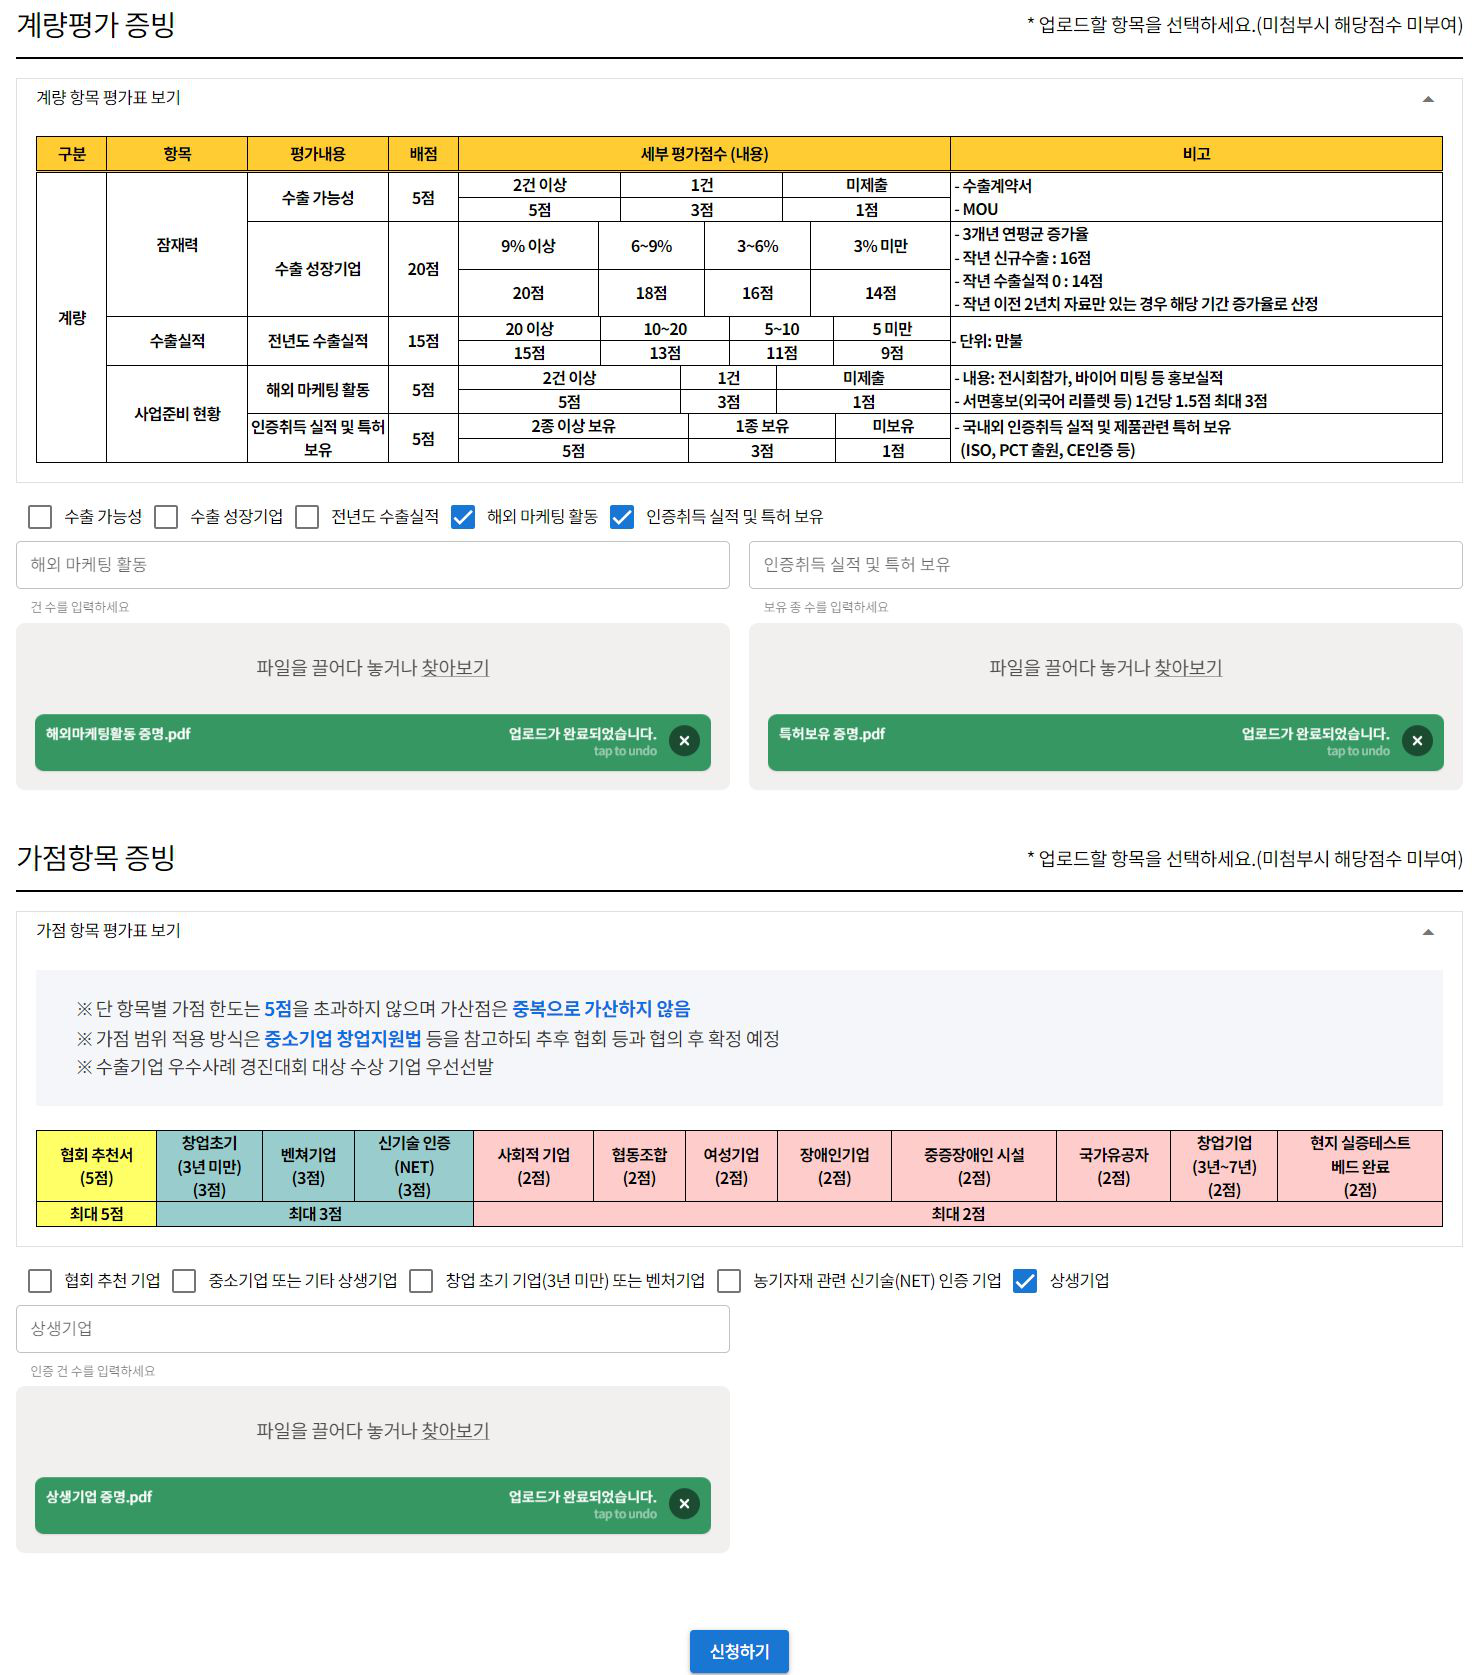 계량평가 증빙
* 업로드할 항목을 선택하세요.(미첨부시 해당점수 미부여)
계량 항목 평가표 보기
구분 항목 평가내용 배점 세부 평가점수 (내용) 비고
계량
잠재력
수출 가능성 5점
2건 이상 1건 미제출
5점 3점 1점
- 수출계약서
- MOU
수출 성장기업 20점
9% 이상 6~9% 3~6% 3% 미만
20점 18점 16점 14점
- 3개년 연평균 증가율
- 작년 신규수출 : 16점
- 작년 수출실적 0 : 14점
- 작년 이전 2년치 자료만 있는 경우 해당 기간 증가율로 산정
수출실적 전년도 수출실적 15점
20 이상 10~20 5~10 5 미만
15점 13점 11점 9점
- 단위: 만불
사업준비 현황
해외 마케팅 활동 5점
2건 이상 1건 미제출
5점 3점 1점
- 내용: 전시회참가, 바이어 미팅 등 홍보실적
- 서면홍보(외국어 리플렛 등) 1건당 1.5점 최대 3점
인증취득 실적 및 특허
보유
5점
2종 이상 보유 1종 보유 미보유
5점 3점 1점
- 국내외 인증취득 실적 및 제품관련 특허 보유
(ISO, PCT 출원, CE인증 등)
수출 가능성 수출 성장기업 전년도 수출실적 해외 마케팅 활동 인증취득 실적 및 특허 보유
해외 마케팅 활동
건 수를 입력하세요
파일을 끌어다 놓거나 찾아보기
해외마케팅활동 증명.pdf
업로드가 완료되었습니다.
tap to undo
인증취득 실적 및 특허 보유
보유 종 수를 입력하세요
파일을 끌어다 놓거나 찾아보기
특허보유 증명.pdf
업로드가 완료되었습니다.
tap to undo
가점항목 증빙
* 업로드할 항목을 선택하세요.(미첨부시 해당점수 미부여)
가점 항목 평가표 보기
※ 단 항목별 가점 한도는 5점을 초과하지 않으며 가산점은 중복으로 가산하지 않음
※ 가점 범위 적용 방식은 중소기업 창업지원법 등을 참고하되 추후 협회 등과 협의 후 확정 예정
※ 수출기업 우수사례 경진대회 대상 수상 기업 우선선발
협회 추천서
(5점)
창업초기
(3년 미만)
(3점)
벤쳐기업
(3점)
신기술 인증
(NET)
(3점)
사회적 기업
(2점)
협동조합
(2점)
여성기업
(2점)
장애인기업
(2점)
중증장애인 시설
(2점)
국가유공자
(2점)
창업기업
(3년~7년)
(2점)
현지 실증테스트
베드 완료
(2점)
최대 5점 최대 3점 최대 2점
협회 추천 기업 중소기업 또는 기타 상생기업 창업 초기 기업(3년 미만) 또는 벤처기업 농기자재 관련 신기술(NET) 인증 기업 상생기업
상생기업
인증 건 수를 입력하세요
파일을 끌어다 놓거나 찾아보기
상생기업 증명.pdf
업로드가 완료되었습니다.
tap to undo
신청하기